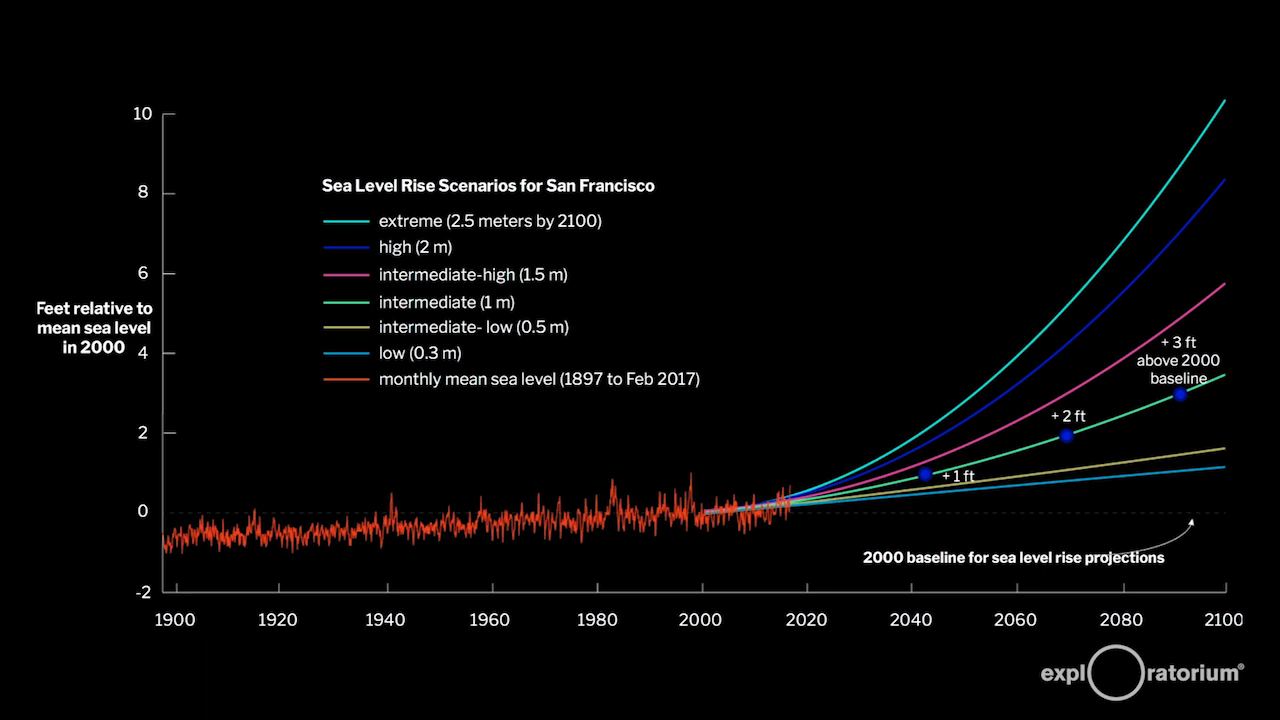 10
8
6
4
2
0
-2
Feet relative to
mean sea level
in 2000
Sea Level Rise Scenarios for San Francisco
extreme (2.5 meters by 2100)
high (2 m)
intermediate-high (1.5 m)
intermediate (1 m)
intermediate- low (0.5 m)
low (0.3 m)
monthly mean sea level (1897 to Feb 2017)
+ 3 ft
above 2000
baseline
+ 2 ft
+ 1 ft
2000 baseline for sea level rise projections
1900 1920 1940 1960 1980 2000 2020 2040 2060 2080 2100
exploratorium®